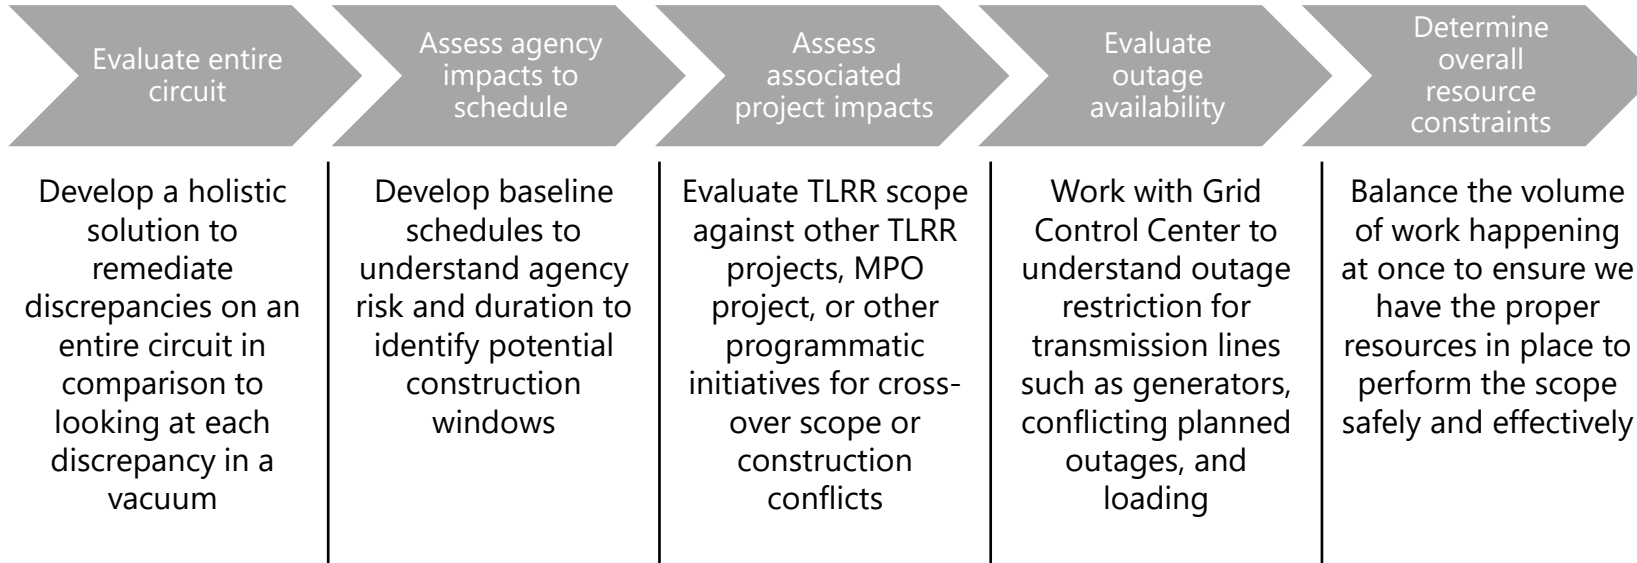 Evaluate entire
circuit
Assess agency
impacts to
schedule
Assess
associated
project impacts
Evaluate
outage
availability
Determine
overall
resource
constraints
Develop a holistic
solution to
remediate
discrepancies on an
entire circuit in
comparison to
looking at each
discrepancy in a
vacuum
Develop baseline
schedules to
understand agency
risk and duration to
identify potential
construction
windows
Evaluate TLRR scope
against other TLRR
projects, MPO
project, or other
programmatic
initiatives for cross-
over scope or
construction
conflicts
Work with Grid
Control Center to
understand outage
restriction for
transmission lines
such as generators,
conflicting planned
outages, and
loading
Balance the volume
of work happening
at once to ensure we
have the proper
resources in place to
perform the scope
safely and effectively